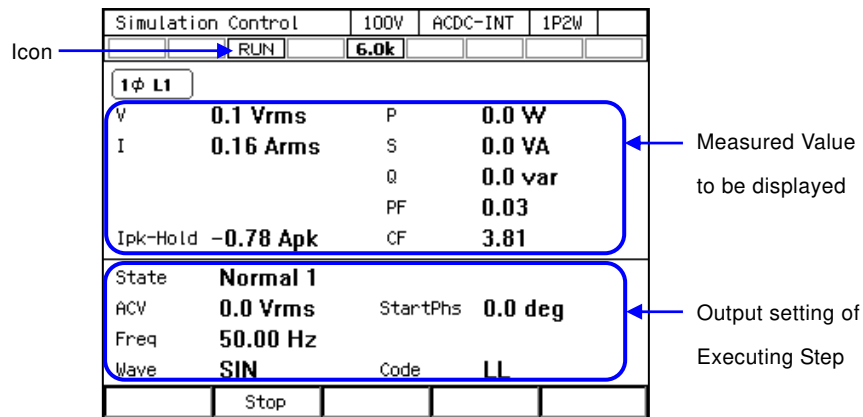 Simulation Control 100V ACDC-INT 1P2W
Icon RUN 6.0k
1ϕ L1
V 0.1 Vrms P 0.0 W
I 0.16 Arms S 0.0 VA
Measured Value
Q 0.0 var
to be displayed
PF 0.03
Ipk-Hold -0.78 Apk CF 3.81
State Normal 1
ACV 0.0 Vrms StartPhs 0.0 deg
Output setting of
Freq 50.00 Hz
Executing Step
Wave SIN Code LL
Stop